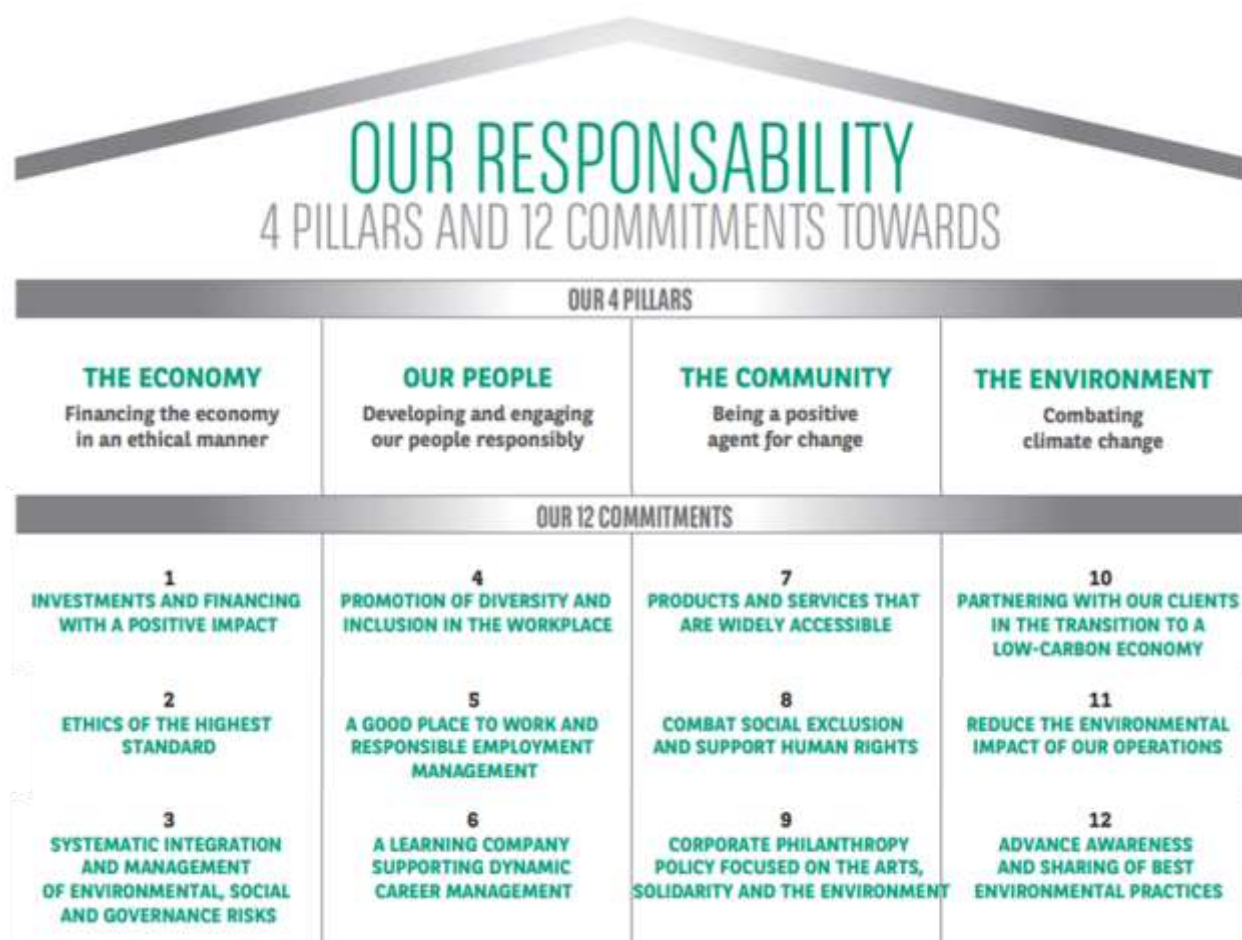 OUR RESPONSABILITY
4 PILLARS AND 12 COMMITMENTS TOWARDS
OUR 4 PILLARS
THE ECONOMY
Financing the economy
in an ethical manner
OUR PEOPLE
Developing and engaging
our people responsibly
THE COMMUNITY
Being a positive
agent for change
THE ENVIRONMENT
Combating
climate change
OUR 12 COMMITMENTS
1
INVESTMENTS AND FINANCING
WITH A POSITIVE IMPACT
2
ETHICS OF THE HIGHEST
STANDARD
3
SYSTEMATIC INTEGRATION
AND MANAGEMENT
OF ENVIRONMENTAL, SOCIAL
AND GOVERNANCE RISKS
4
PROMOTION OF DIVERSITY AND
INCLUSION IN THE WORKPLACE
5
A GOOD PLACE TO WORK AND
RESPONSIBLE EMPLOYMENT
MANAGEMENT
6
A LEARNING COMPANY
SUPPORTING DYNAMIC
CAREER MANAGEMENT
7
PRODUCTS AND SERVICES THAT
ARE WIDELY ACCESSIBLE
8
COMBAT SOCIAL EXCLUSION
AND SUPPORT HUMAN RIGHTS
9
CORPORATE PHILANTHROPY
POLICY FOCUSED ON THE ARTS,
SOLIDARITY AND THE ENVIRONMENT
10
PARTNERING WITH OUR CLIENTS
IN THE TRANSITION TO A
LOW-CARBON ECONOMY
11
REDUCE THE ENVIRONMENTAL
IMPACT OF OUR OPERATIONS
12
ADVANCE AWARENESS
AND SHARING OF BEST
ENVIRONMENTAL PRACTICES